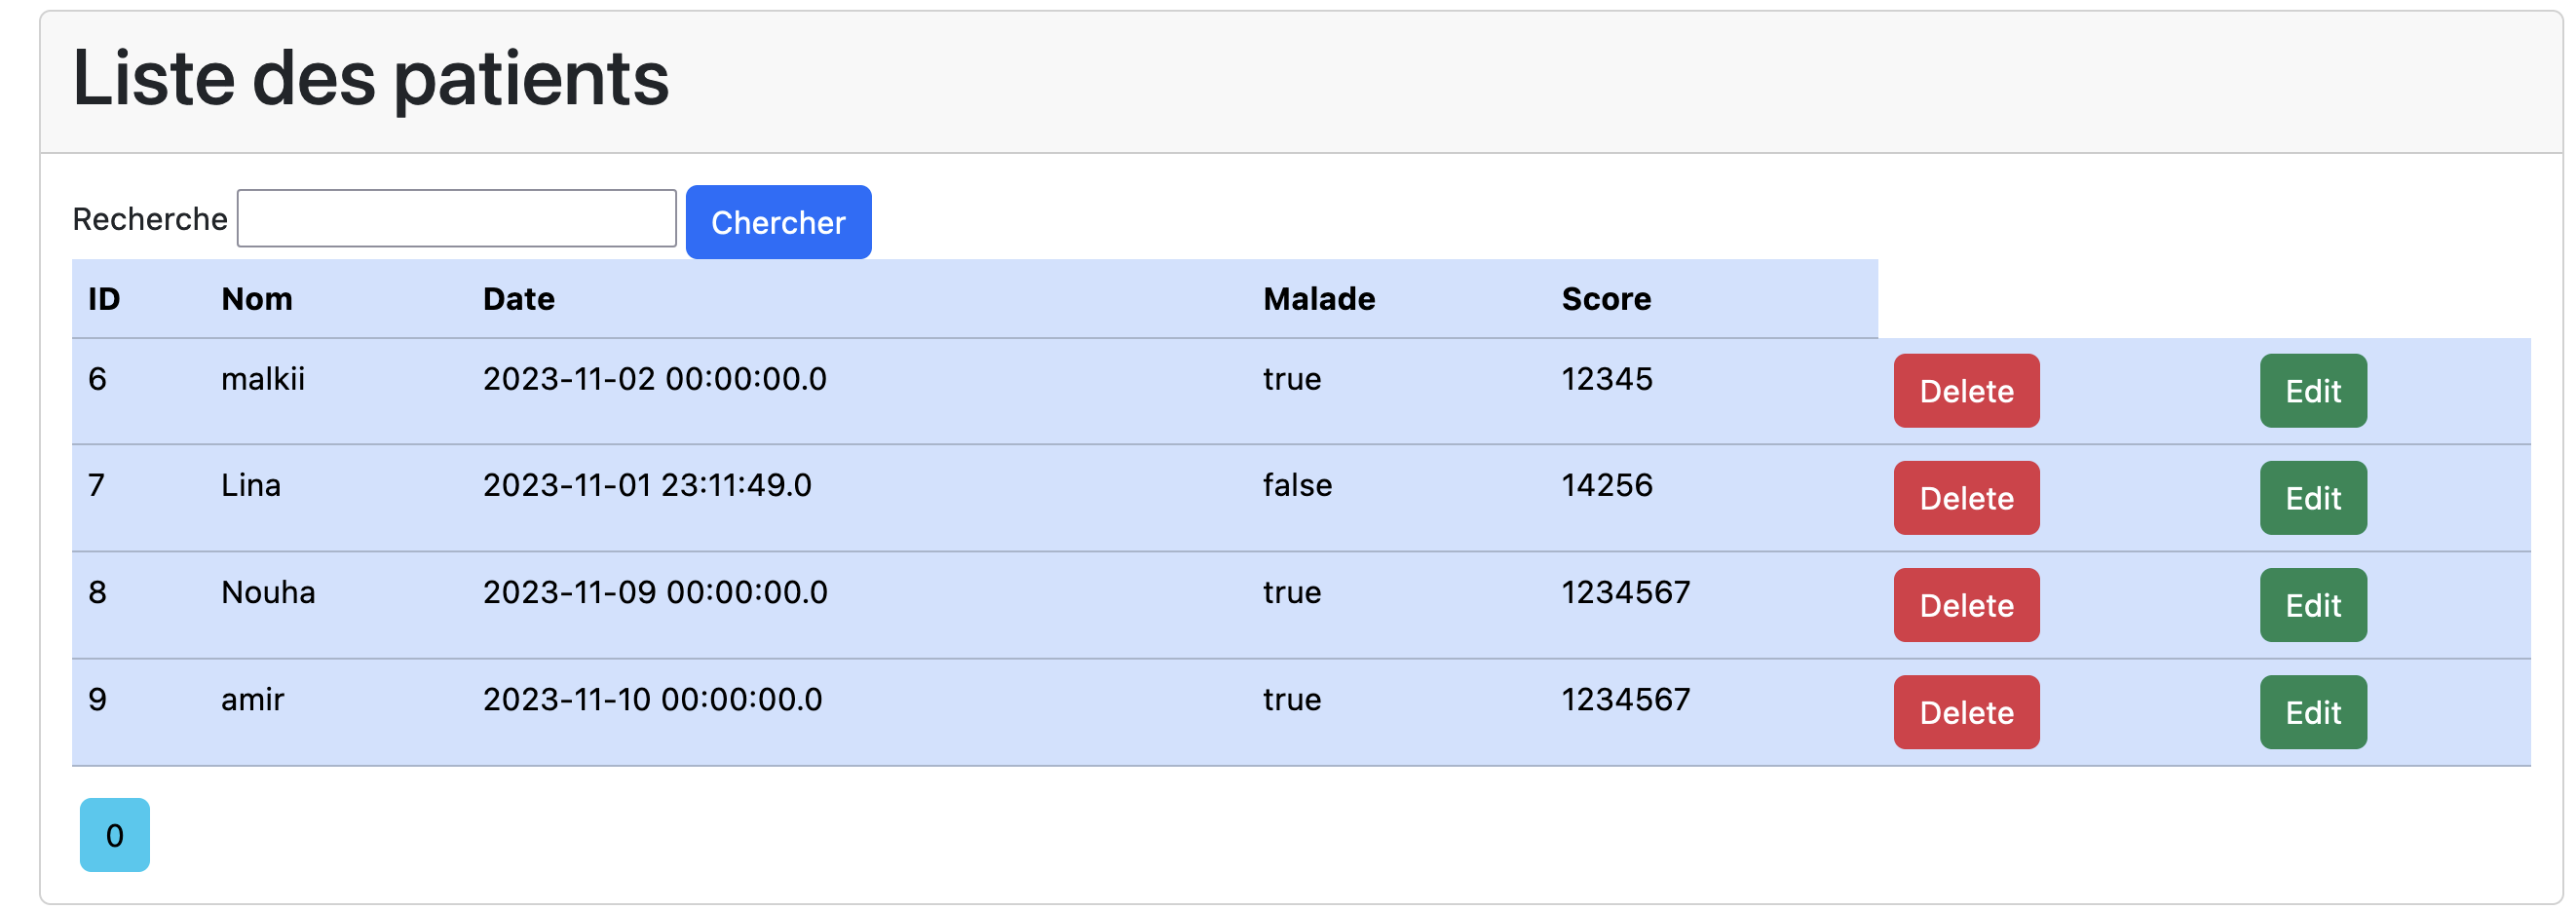 Liste des patients
Recherche Chercher
ID Nom Date Malade Score
6 malkii 2023-11-02 00:00:00.0 true 12345 Delete Edit
7 Lina 2023-11-01 23:11:49.0 false 14256 Delete Edit
8 Nouha 2023-11-09 00:00:00.0 true 1234567 Delete Edit
9 amir 2023-11-10 00:00:00.0 true 1234567 Delete Edit
0